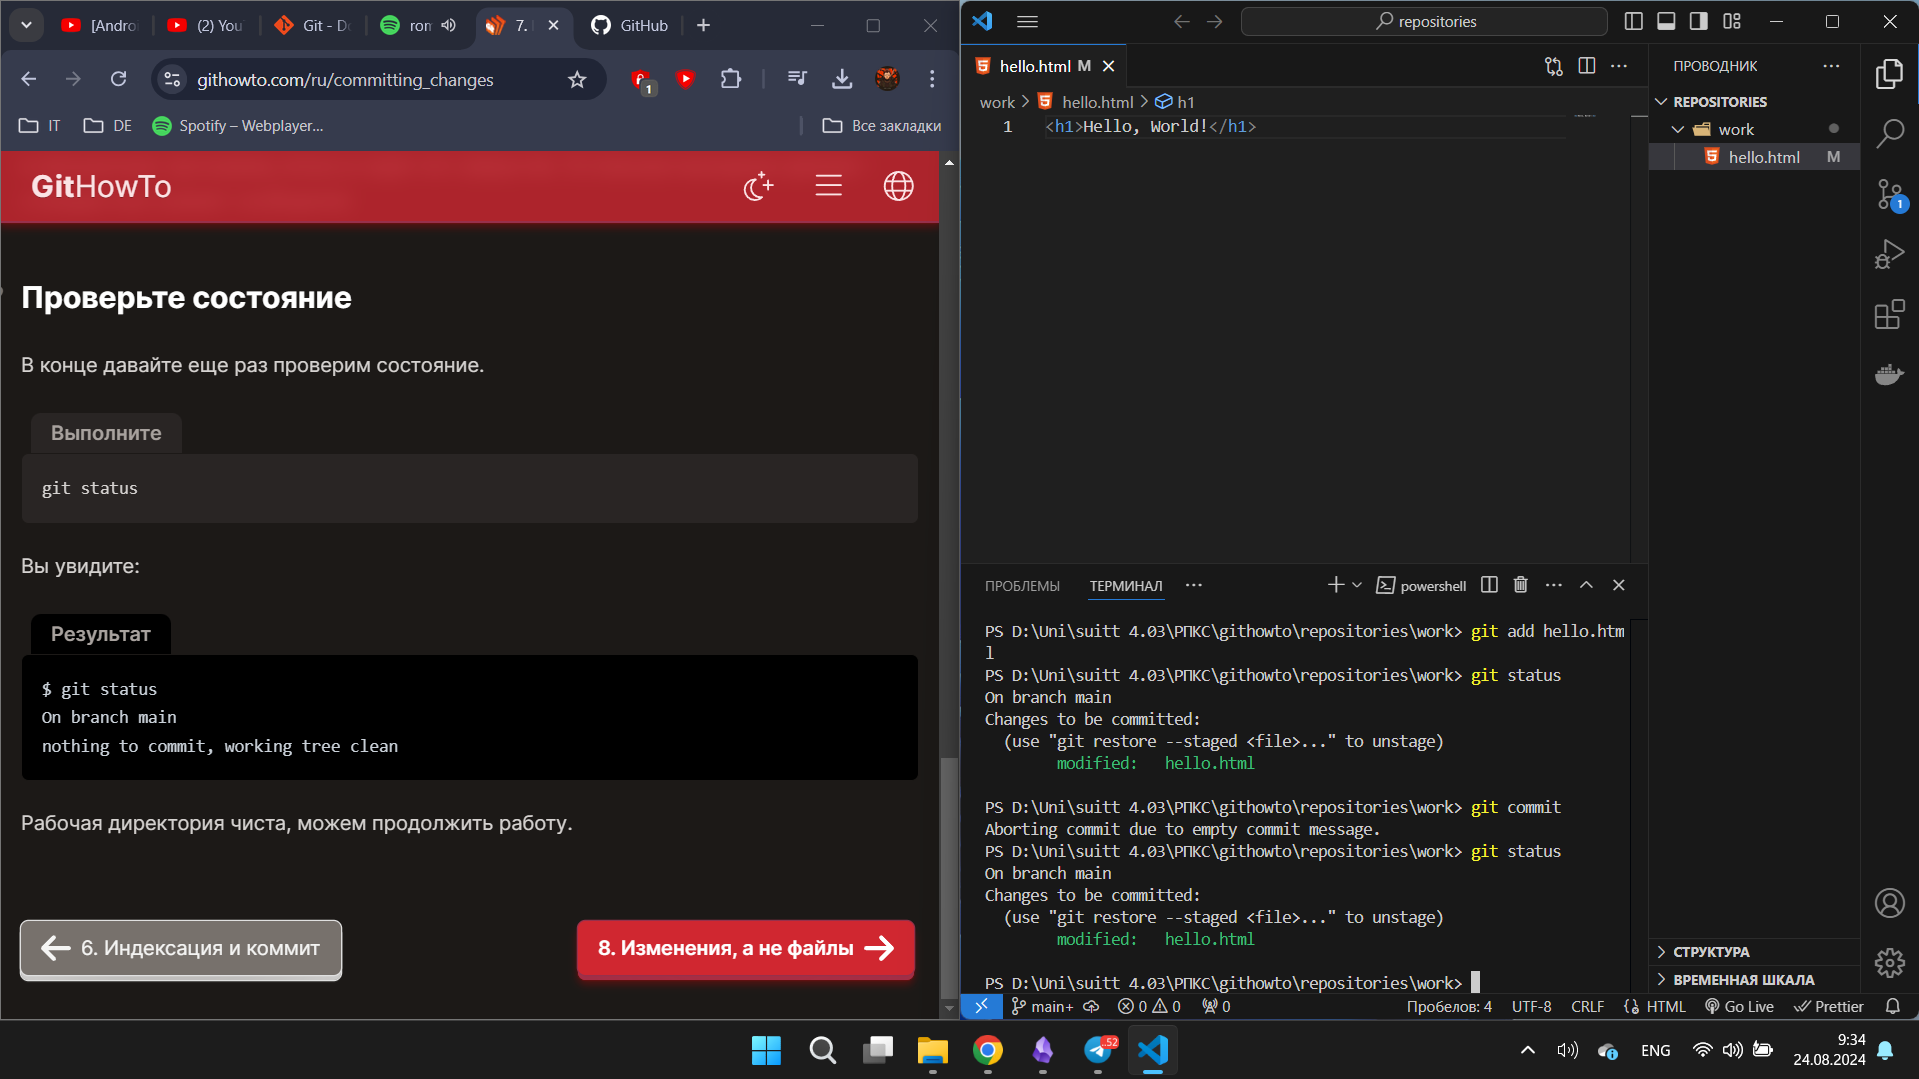 [Androi
(2) You
Git - Do
rom
7.
GitHub
githowto.com/ru/committing_changes
1
IT
DE
Spotify – Webplayer...
Все закладки
GitHowTo
Проверьте состояние
В конце давайте еще раз проверим состояние.
Выполните
git status
Вы увидите:
Результат
$ git status
On branch main
nothing to commit, working tree clean
Рабочая директория чиста, можем продолжить работу.
6. Индексация и коммит
8. Изменения, а не файлы
repositories
hello.html M
work > hello.html > h1
1 <h1>Hello, World!</h1>
ПРОВОДНИК
REPOSITORIES
work
hello.html M
1
СТРУКТУРА
ВРЕМЕННАЯ ШКАЛА
ПРОБЛЕМЫ
ТЕРМИНАЛ
powershell
PS D:\Uni\suitt 4.03\РПКС\githowto\repositories\work> git add hello.htm
l
PS D:\Uni\suitt 4.03\РПКС\githowto\repositories\work> git status
On branch main
Changes to be committed:
(use "git restore --staged <file>..." to unstage)
modified: hello.html
PS D:\Uni\suitt 4.03\РПКС\githowto\repositories\work> git commit
Aborting commit due to empty commit message.
PS D:\Uni\suitt 4.03\РПКС\githowto\repositories\work> git status
On branch main
Changes to be committed:
(use "git restore --staged <file>..." to unstage)
modified: hello.html
PS D:\Uni\suitt 4.03\РПКС\githowto\repositories\work>
main+
0
0
0
Пробелов: 4
UTF-8
CRLF
HTML
Go Live
Prettier
52
ENG
9:34
24.08.2024